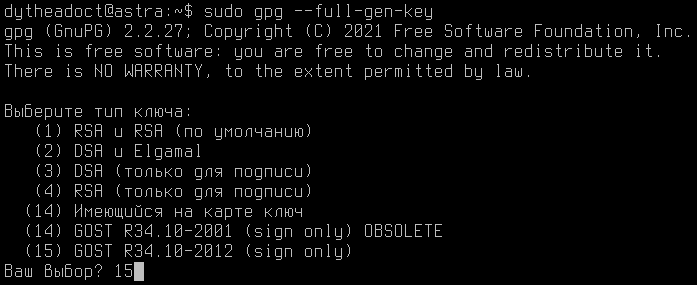 dytheadoct@astra:~$ sudo gpg --full-gen-key
gpg (GnuPG) 2.2.27; Copyright (C) 2021 Free Software Foundation, Inc.
This is free software: you are free to change and redistribute it.
There is NO WARRANTY, to the extent permitted by law.
Выберите тип ключа:
(1) RSA и RSA (по умолчанию)
(2) DSA и Elgamal
(3) DSA (только для подписи)
(4) RSA (только для подписи)
(14) Имеющийся на карте ключ
(14) GOST R34.10-2001 (sign only) OBSOLETE
(15) GOST R34.10-2012 (sign only)
Ваш Выбор? 15